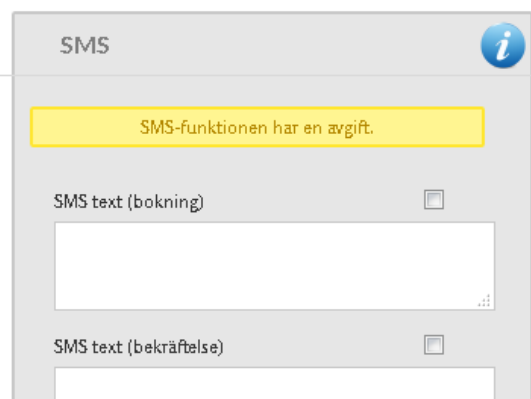 SMS
SMS-funktionen har en avgift.
SMS text (bokning)
SMS text (bekräftelse)